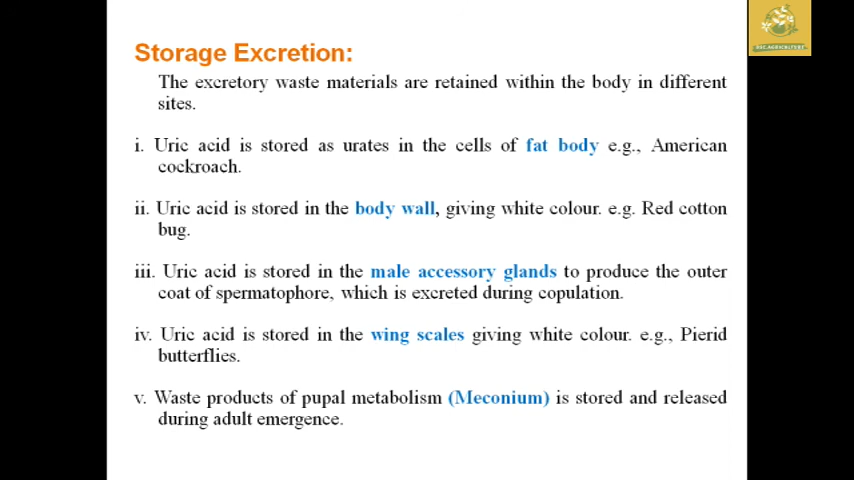 Storage Excretion:
The excretory waste materials are retained within the body in different
sites.
i. Uric acid is stored as urates in the cells of fat body e.g., American
cockroach.
ii. Uric acid is stored in the body wall, giving white colour. e.g. Red cotton
bug.
iii. Uric acid is stored in the male accessory glands to produce the outer
coat of spermatophore, which is excreted during copulation.
iv. Uric acid is stored in the wing scales giving white colour. e.g., Pierid
butterflies.
v. Waste products of pupal metabolism (Meconium) is stored and released
during adult emergence.